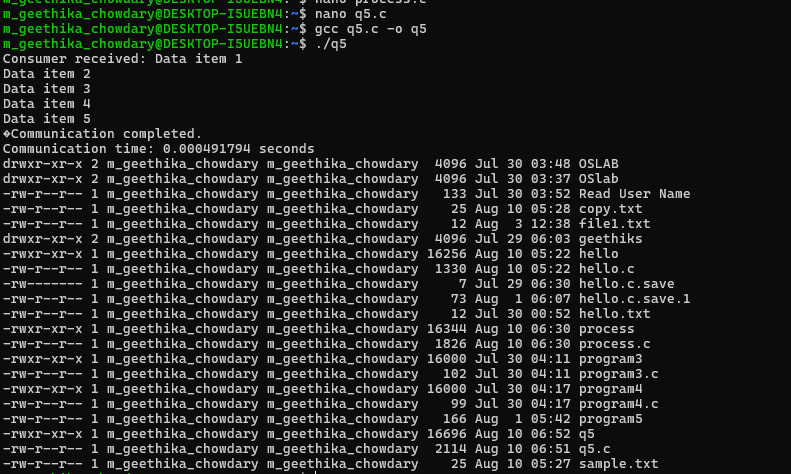 m_geethika_chowdary@DESKTOP-I5UEBN4:~$ nano process.c
m_geethika_chowdary@DESKTOP-I5UEBN4:~$ nano q5.c
m_geethika_chowdary@DESKTOP-I5UEBN4:~$ gcc q5.c -o q5
m_geethika_chowdary@DESKTOP-I5UEBN4:~$ ./q5
Consumer received: Data item 1
Data item 2
Data item 3
Data item 4
Data item 5
�Communication completed.
Communication time: 0.000491794 seconds
drwxr-xr-x 2 m_geethika_chowdary m_geethika_chowdary  4096 Jul 30 03:48 OSLAB
drwxr-xr-x 2 m_geethika_chowdary m_geethika_chowdary  4096 Jul 30 03:37 OSlab
-rw-r--r-- 1 m_geethika_chowdary m_geethika_chowdary   133 Jul 30 03:52 Read User Name
-rw-r--r-- 1 m_geethika_chowdary m_geethika_chowdary    25 Aug 10 05:28 copy.txt
-rw-r--r-- 1 m_geethika_chowdary m_geethika_chowdary    12 Aug  3 12:38 file1.txt
drwxr-xr-x 2 m_geethika_chowdary m_geethika_chowdary  4096 Jul 29 06:03 geethiks
-rwxr-xr-x 1 m_geethika_chowdary m_geethika_chowdary 16256 Aug 10 05:22 hello
-rw-r--r-- 1 m_geethika_chowdary m_geethika_chowdary  1330 Aug 10 05:22 hello.c
-rw------- 1 m_geethika_chowdary m_geethika_chowdary     7 Jul 29 06:30 hello.c.save
-rw-r--r-- 1 m_geethika_chowdary m_geethika_chowdary    73 Aug  1 06:07 hello.c.save.1
-rw-r--r-- 1 m_geethika_chowdary m_geethika_chowdary    12 Jul 30 00:52 hello.txt
-rwxr-xr-x 1 m_geethika_chowdary m_geethika_chowdary 16344 Aug 10 06:30 process
-rw-r--r-- 1 m_geethika_chowdary m_geethika_chowdary  1826 Aug 10 06:30 process.c
-rwxr-xr-x 1 m_geethika_chowdary m_geethika_chowdary 16000 Jul 30 04:11 program3
-rw-r--r-- 1 m_geethika_chowdary m_geethika_chowdary   102 Jul 30 04:11 program3.c
-rwxr-xr-x 1 m_geethika_chowdary m_geethika_chowdary 16000 Jul 30 04:17 program4
-rw-r--r-- 1 m_geethika_chowdary m_geethika_chowdary    99 Jul 30 04:17 program4.c
-rw-r--r-- 1 m_geethika_chowdary m_geethika_chowdary   166 Aug  1 05:42 program5
-rwxr-xr-x 1 m_geethika_chowdary m_geethika_chowdary 16696 Aug 10 06:52 q5
-rw-r--r-- 1 m_geethika_chowdary m_geethika_chowdary  2114 Aug 10 06:51 q5.c
-rw-r--r-- 1 m_geethika_chowdary m_geethika_chowdary    25 Aug 10 05:27 sample.txt